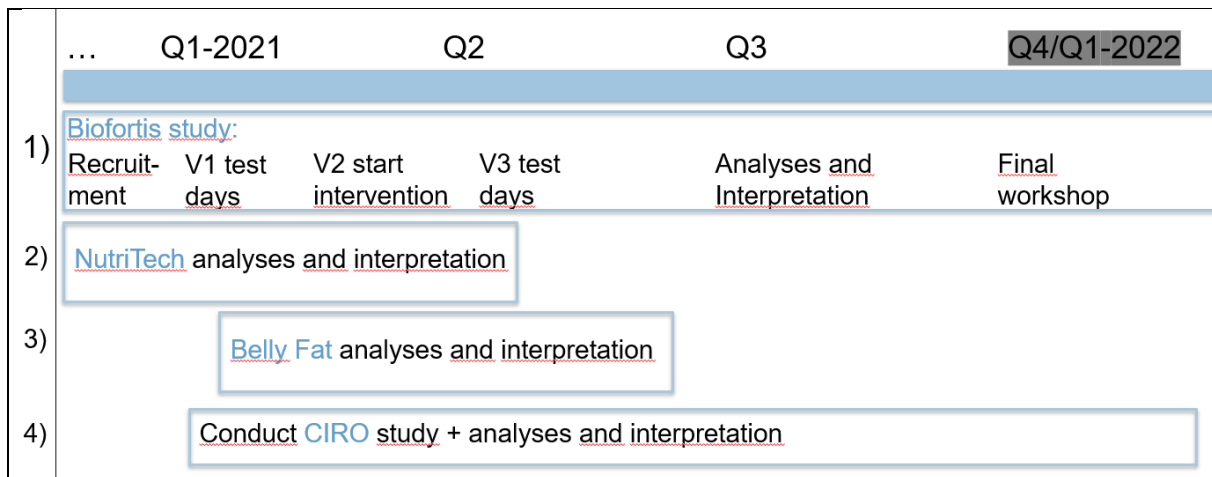 … Q1-2021 Q2 Q3 Q4/Q1-2022
1)
Biofortis study:
Recruit- V1 test V2 start V3 test Analyses and Final
ment days intervention days Interpretation workshop
2) NutriTech analyses and interpretation
3) Belly Fat analyses and interpretation
4) Conduct CIRO study + analyses and interpretation